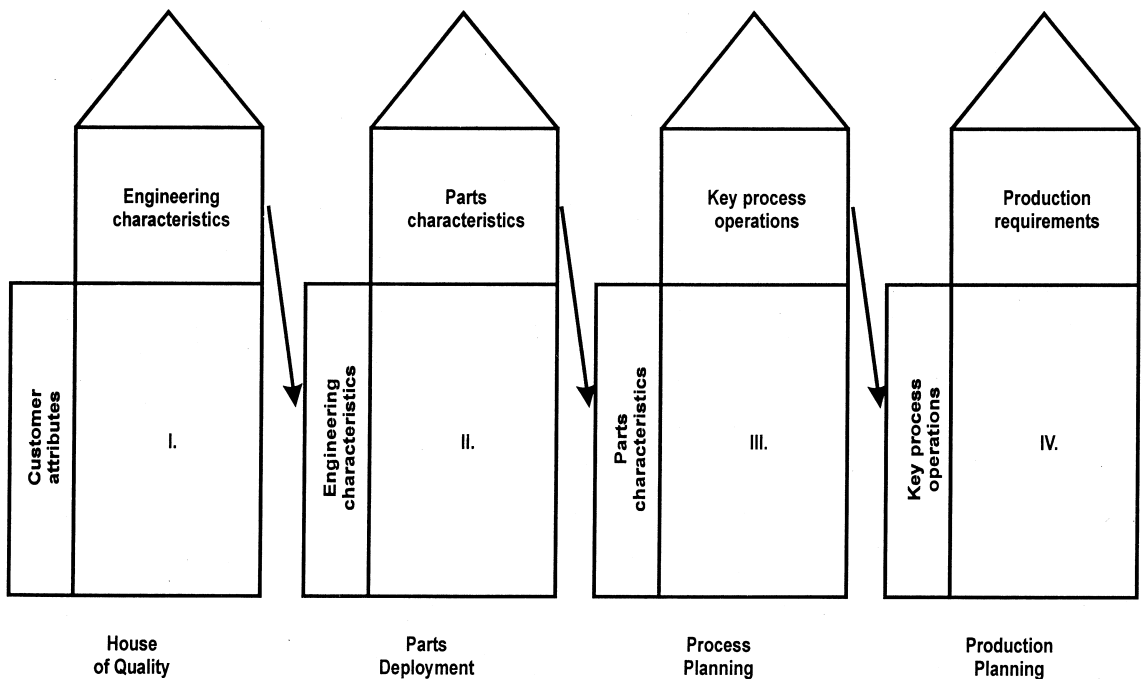 Engineering
characteristics
Parts
characteristics
Key process
operations
Production
requirements
Customer
attributes
I.
Engineering
characteristics
II.
Parts
characteristics
III.
Key process
operations
IV.
House
of Quality
Parts
Deployment
Process
Planning
Production
Planning